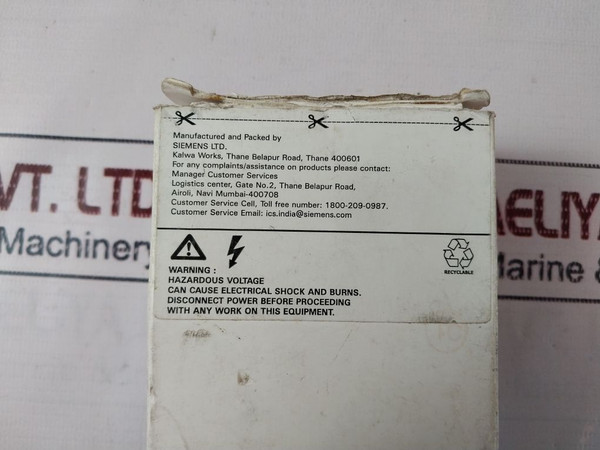 Manufactured and Packed by
SIEMENS LTD.
Kalwa Works, Thane Belapur Road, Thane 400601
For any complaints/assistance on products please contact:
Manager Customer Services
Logistics center, Gate No.2, Thane Belapur Road,
Airoli, Navi Mumbai-400708
Customer Service Cell, Toll free number: 1800-209-0987.
Customer Service Email: ics.india@siemens.com
RECYCLABLE
WARNING :
HAZARDOUS VOLTAGE
CAN CAUSE ELECTRICAL SHOCK AND BURNS.
DISCONNECT POWER BEFORE PROCEEDING
WITH ANY WORK ON THIS EQUIPMENT.
VT. LTD
Machinery
AELIYA
Marine &